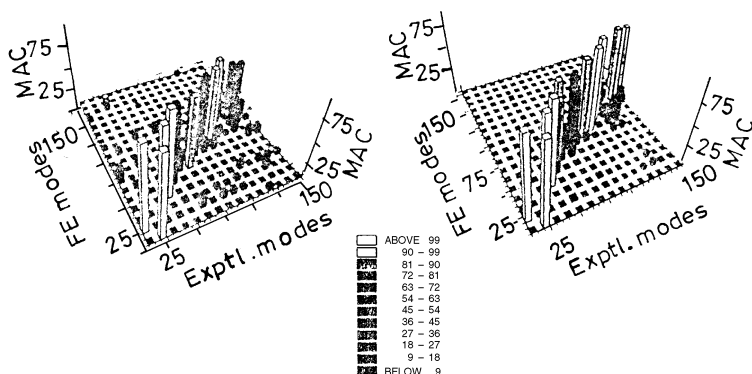 MAC
75
25
150
FE modes
25
25
Exptl.modes
150
25
75
MAC
MAC
75
25
150
75
FE modes
25
25
Exptl.modes
150
25
75
MAC
ABOVE 99
90 - 99
81 - 90
72 - 81
63 - 72
54 - 63
45 - 54
36 - 45
27 - 36
18 - 27
9 - 18
BELOW 9